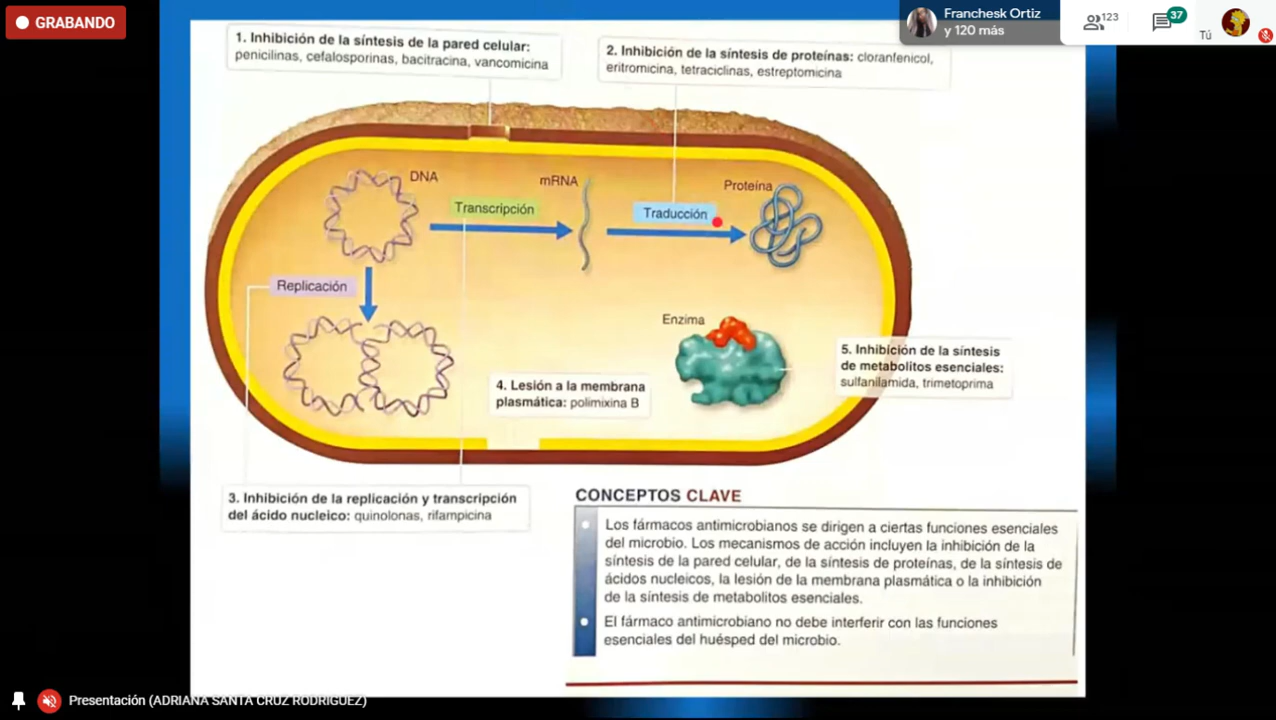 GRABANDO
Franchesk Ortiz
y 120 más
123
37
Tú
1. Inhibición de la síntesis de la pared celular:
penicilinas, cefalosporinas, bacitracina, vancomicina
2. Inhibición de la síntesis de proteínas: cloranfenicol,
eritromicina, tetraciclinas, estreptomicina
DNA
Transcripción
mRNA
Traducción
Proteína
Replicación
Enzima
4. Lesión a la membrana
plasmática: polimixina B
5. Inhibición de la síntesis
de metabolitos esenciales:
sulfanilamida, trimetoprima
3. Inhibición de la replicación y transcripción
del ácido nucleico: quinolonas, rifampicina
CONCEPTOS CLAVE
Los fármacos antimicrobianos se dirigen a ciertas funciones esenciales
del microbio. Los mecanismos de acción incluyen la inhibición de la
síntesis de la pared celular, de la síntesis de proteínas, de la síntesis de
ácidos nucleicos, la lesión de la membrana plasmática o la inhibición
de la síntesis de metabolitos esenciales.
El fármaco antimicrobiano no debe interferir con las funciones
esenciales del huésped del microbio.
Presentación (ADRIANA SANTA CRUZ RODRIGUEZ)